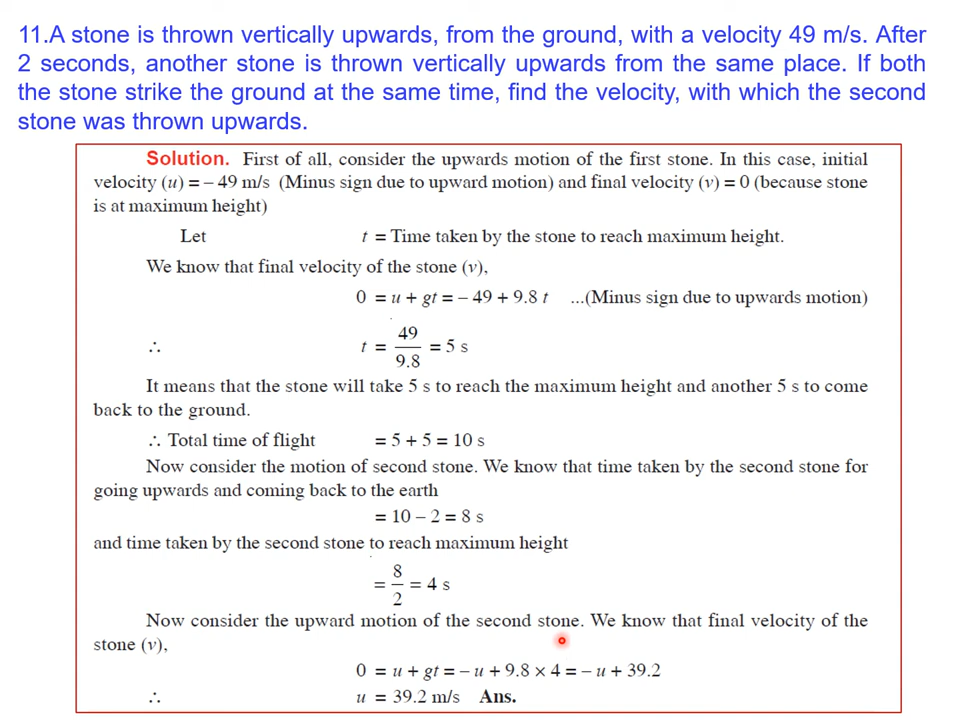 11.A stone is thrown vertically upwards, from the ground, with a velocity 49 m/s. After
2 seconds, another stone is thrown vertically upwards from the same place. If both
the stone strike the ground at the same time, find the velocity, with which the second
stone was thrown upwards.
Solution. First of all, consider the upwards motion of the first stone. In this case, initial
velocity (u) = – 49 m/s (Minus sign due to upward motion) and final velocity (v) = 0 (because stone
is at maximum height)
Let t = Time taken by the stone to reach maximum height.
We know that final velocity of the stone (v),
0 = u + gt = – 49 + 9.8 t ...(Minus sign due to upwards motion)
∴ t = 49/9.8 = 5 s
It means that the stone will take 5 s to reach the maximum height and another 5 s to come
back to the ground.
∴ Total time of flight = 5 + 5 = 10 s
Now consider the motion of second stone. We know that time taken by the second stone for
going upwards and coming back to the earth
= 10 – 2 = 8 s
and time taken by the second stone to reach maximum height
= 8/2 = 4 s
Now consider the upward motion of the second stone. We know that final velocity of the
stone (v),
0 = u + gt = – u + 9.8 × 4 = – u + 39.2
∴ u = 39.2 m/s Ans.